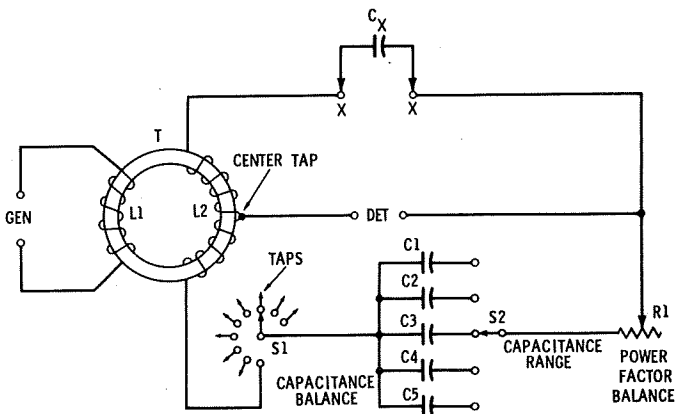 C
X
X
X
T
CENTER TAP
GEN
L1
L2
DET
TAPS
C1
C2
C3
C4
C5
S1
S2
R1
CAPACITANCE
BALANCE
CAPACITANCE
RANGE
POWER
FACTOR
BALANCE